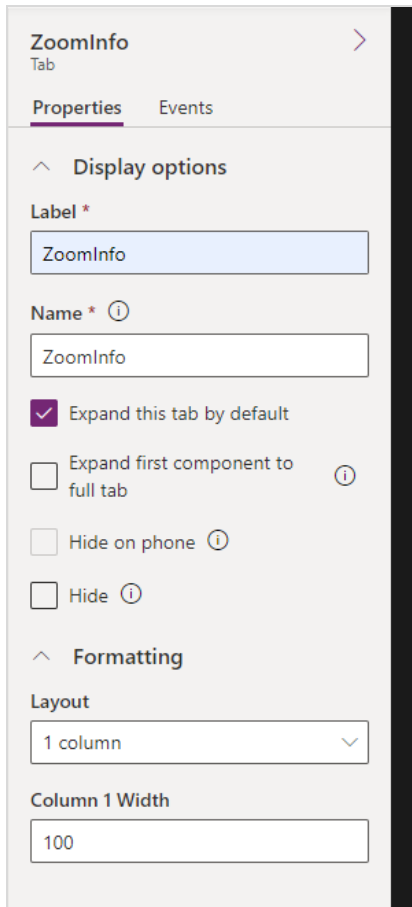 ZoomInfo
Tab
Properties Events
Display options
Label *
ZoomInfo
Name *
ZoomInfo
Expand this tab by default
Expand first component to
full tab
Hide on phone
Hide
Formatting
Layout
1 column
Column 1 Width
100